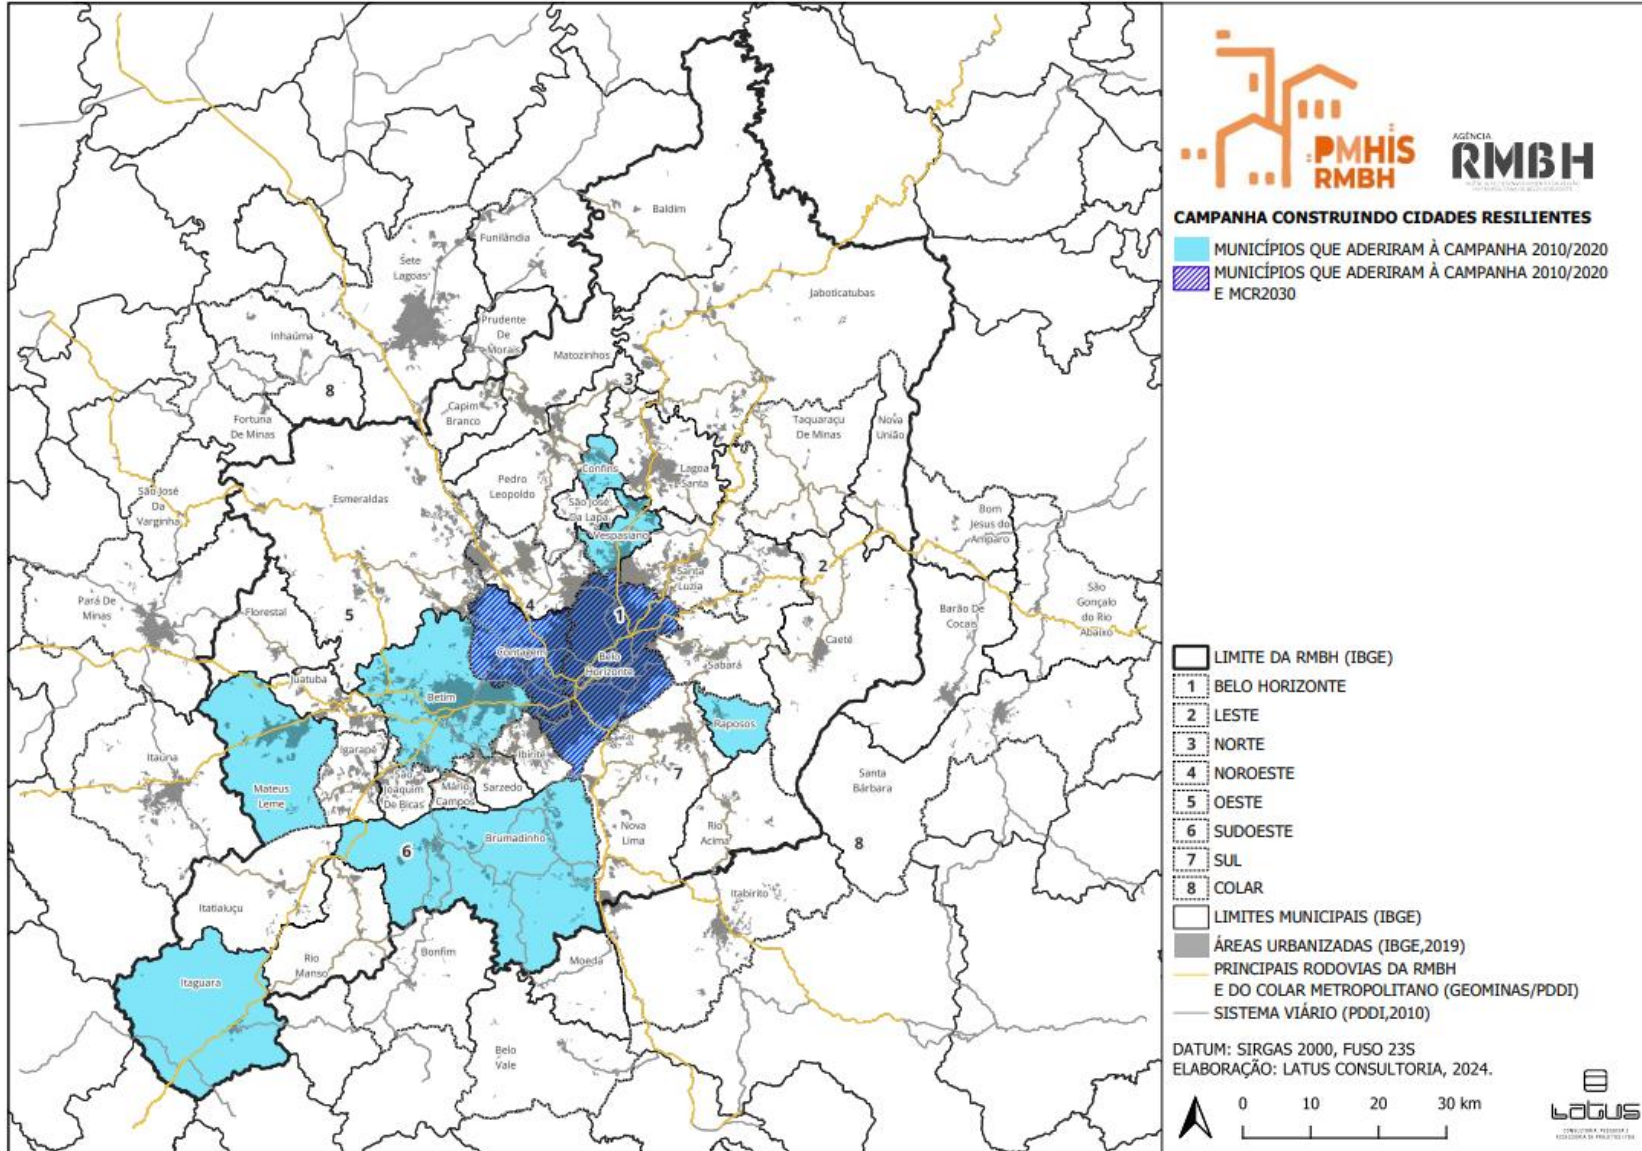 Baldim
Funilândia
Sete
Lagoas
Jaboticatubas
Prudente
De
Morais
Inhaúma
Matozinhos
3
8
Capim
Branco
Fortuna
De Minas
Taquaraçu
De Minas
Nova
União
Confins
Lagoa
Santa
Pedro
Leopoldo
São José
Da
Varginha
Esmeraldas
São José
Da Lapa
Bom
Jesus do
Amparo
Vespasiano
Santa
Luzia
2
São
Gonçalo
do Rio
Abaixo
Pará De
Minas
Florestal
5
4
1
Barão De
Cocais
Caeté
Contagem
Belo
Horizonte
Sabará
Juatuba
Betim
Raposos
Itaúna
Igarapé
Ibirité
7
Mateus
Leme
São
Joaquim
De Bicas
Mário
Campos
Sarzedo
Santa
Bárbara
Brumadinho
Nova
Lima
Rio
Acima
6
8
Itatiaiuçu
Itabirito
Rio
Manso
Bonfim
Moeda
Itaguara
Belo
Vale
PMHIS
RMBH
AGÊNCIA
RMBH
CAMPANHA CONSTRUINDO CIDADES RESILIENTES
MUNICÍPIOS QUE ADERIRAM À CAMPANHA 2010/2020
MUNICÍPIOS QUE ADERIRAM À CAMPANHA 2010/2020
E MCR2030
LIMITE DA RMBH (IBGE)
1 BELO HORIZONTE
2 LESTE
3 NORTE
4 NOROESTE
5 OESTE
6 SUDOESTE
7 SUL
8 COLAR
LIMITES MUNICIPAIS (IBGE)
ÁREAS URBANIZADAS (IBGE,2019)
PRINCIPAIS RODOVIAS DA RMBH
E DO COLAR METROPOLITANO (GEOMINAS/PDDI)
SISTEMA VIÁRIO (PDDI,2010)
DATUM: SIRGAS 2000, FUSO 23S
ELABORAÇÃO: LATUS CONSULTORIA, 2024.
0 10 20 30 km
Latus